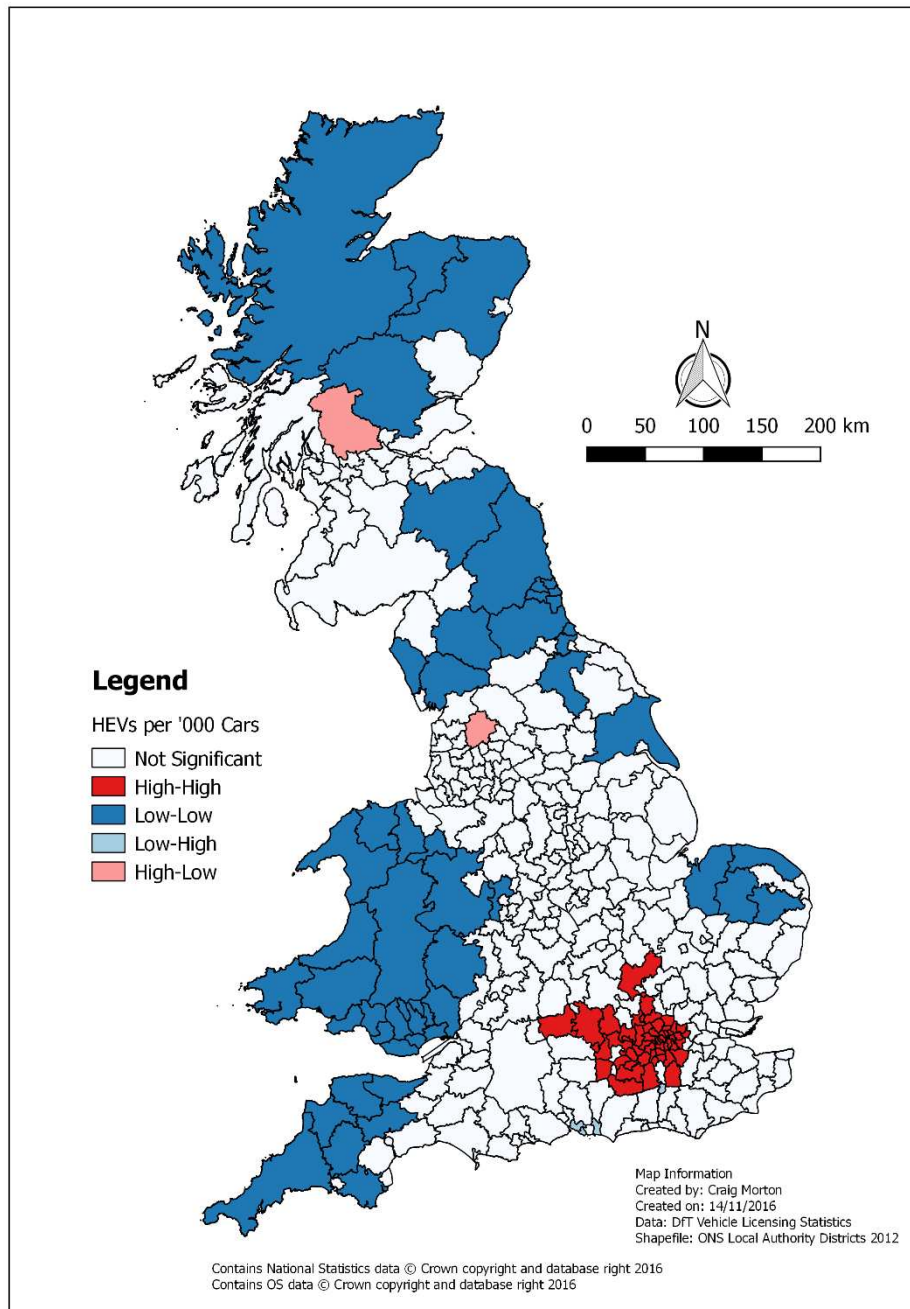 N
0 50 100 150 200 km
Legend
HEVs per '000 Cars
Not Significant
High-High
Low-Low
Low-High
High-Low
Map Information
Created by: Craig Morton
Created on: 14/11/2016
Data: DfT Vehicle Licensing Statistics
Shapefile: ONS Local Authority Districts 2012
Contains National Statistics data © Crown copyright and database right 2016
Contains OS data © Crown copyright and database right 2016